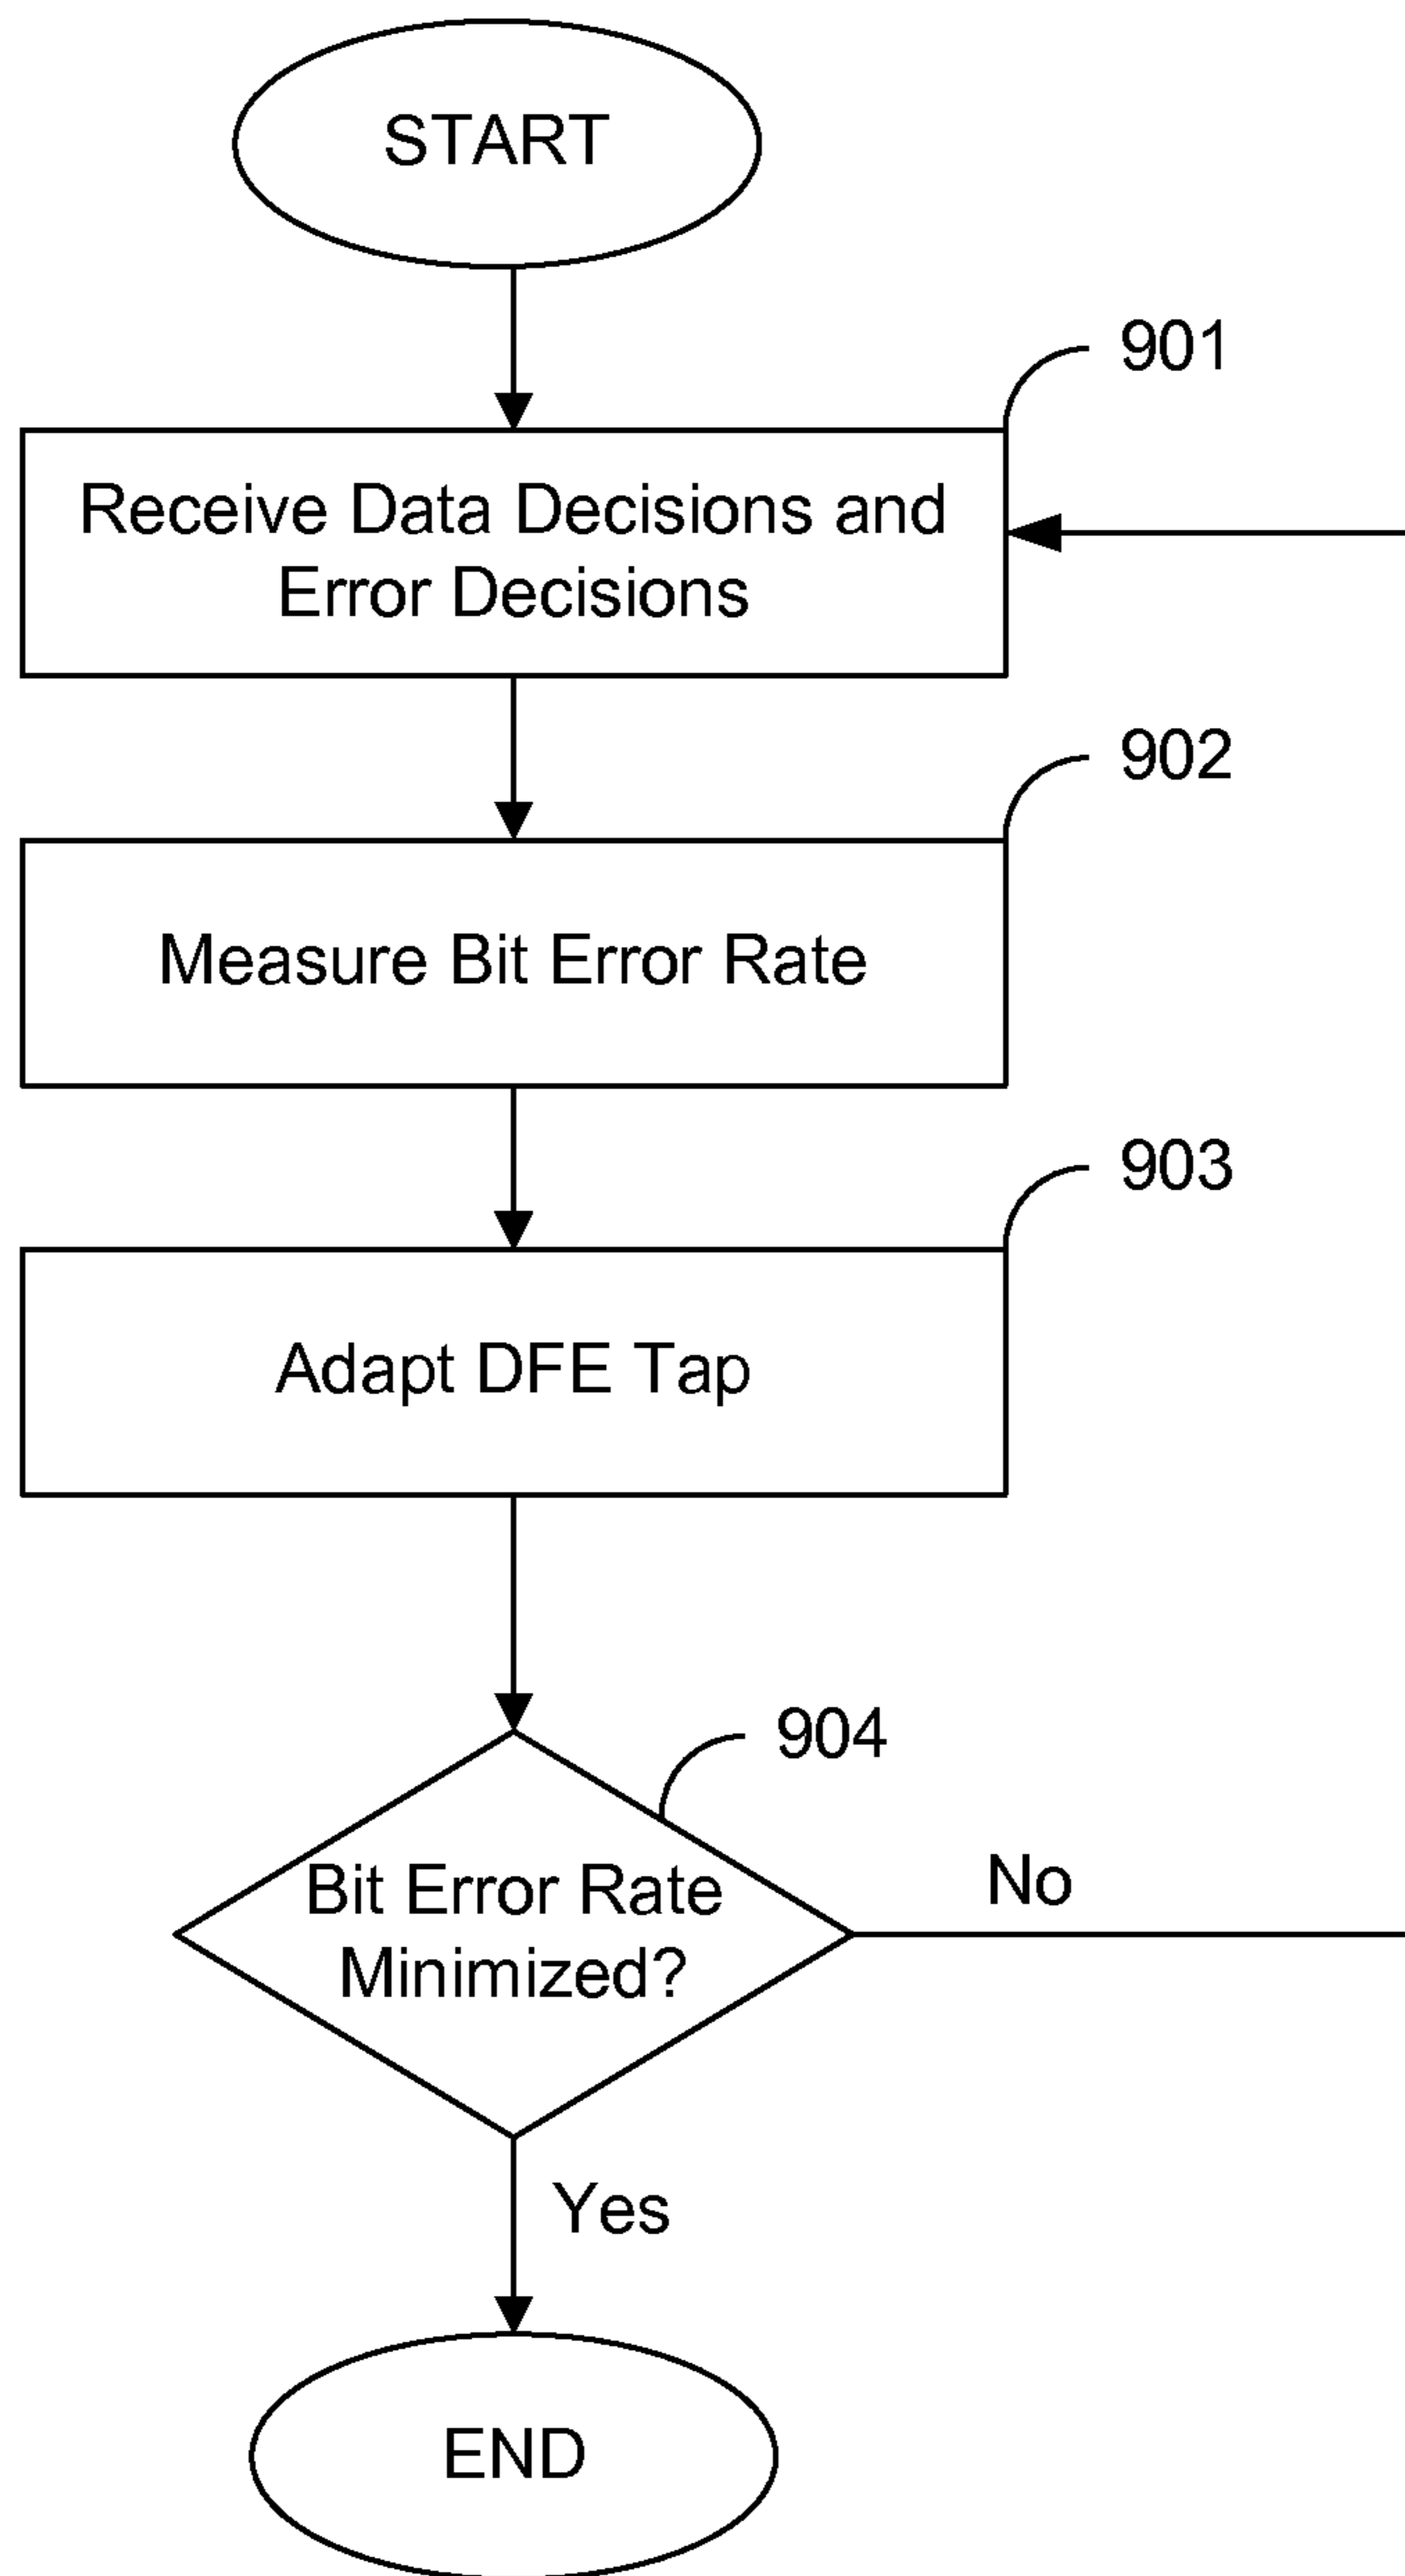 START
901
Receive Data Decisions and
Error Decisions
902
Measure Bit Error Rate
903
Adapt DFE Tap
904
Bit Error Rate
Minimized?
No
Yes
END